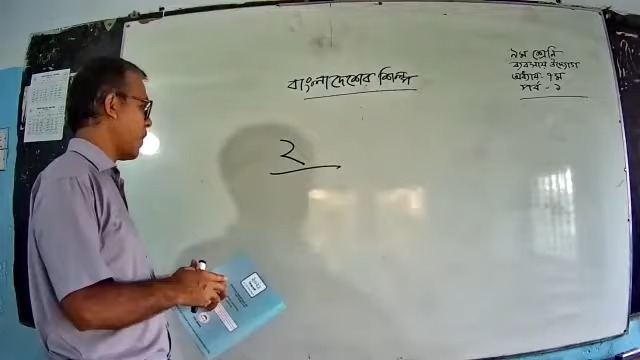 বাংলাদেশের শিল্প
৯ম শ্রেনি
ব্যবসায় উদ্যোগ
অধ্যায় ৭ম
পর্ব - ১
২